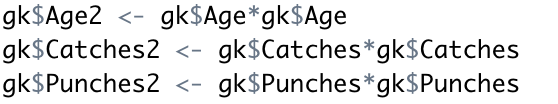 gk$Age2 <- gk$Age*gk$Age
gk$Catches2 <- gk$Catches*gk$Catches
gk$Punches2 <- gk$Punches*gk$Punches